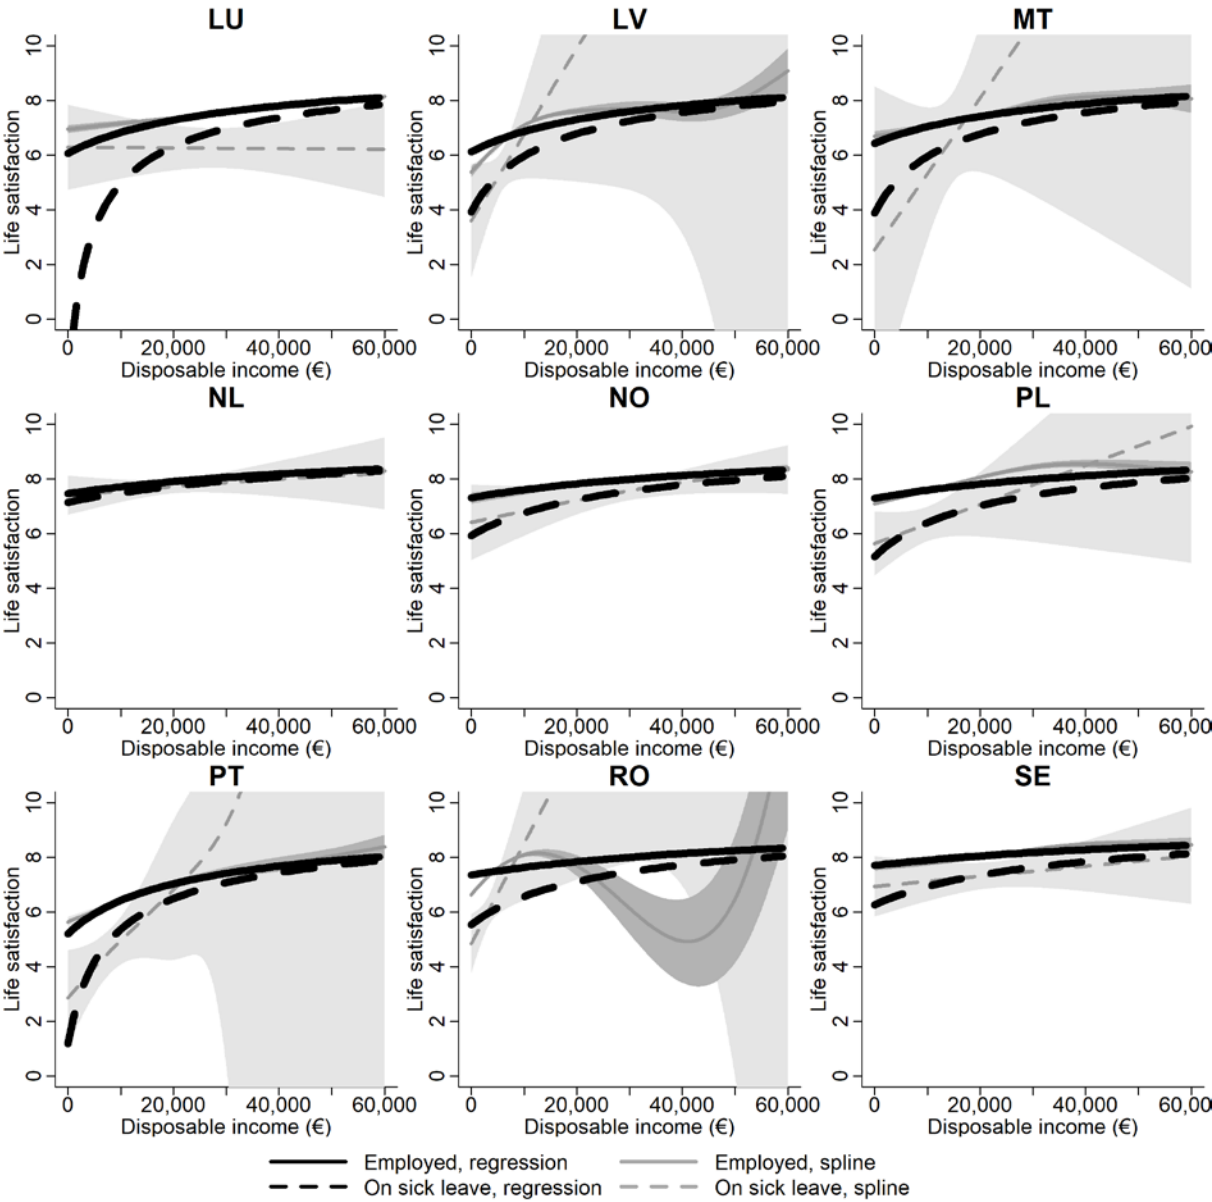 LU LV MT
10 10 10
8 8 8
6 6 6
4 4 4
2 2 2
0 0 0
Life satisfaction Life satisfaction Life satisfaction
0 20,000 40,000 60,000 0 20,000 40,000 60,000 0 20,000 40,000 60,00
Disposable income (€) Disposable income (€) Disposable income (€)
NL NO PL
10 10 10
8 8 8
6 6 6
4 4 4
2 2 2
0 0 0
Life satisfaction Life satisfaction Life satisfaction
0 20,000 40,000 60,000 0 20,000 40,000 60,000 0 20,000 40,000 60,00
Disposable income (€) Disposable income (€) Disposable income (€)
PT RO SE
10 10 10
8 8 8
6 6 6
4 4 4
2 2 2
0 0 0
Life satisfaction Life satisfaction Life satisfaction
0 20,000 40,000 60,000 0 20,000 40,000 60,000 0 20,000 40,000 60,00
Disposable income (€) Disposable income (€) Disposable income (€)
Employed, regression Employed, spline
On sick leave, regression On sick leave, spline